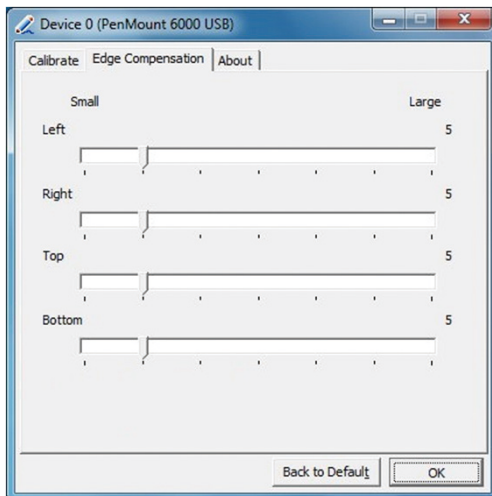 Device 0 (PenMount 6000 USB)
Calibrate Edge Compensation About
Small Large
Left 5
Right 5
Top 5
Bottom 5
Back to Default OK